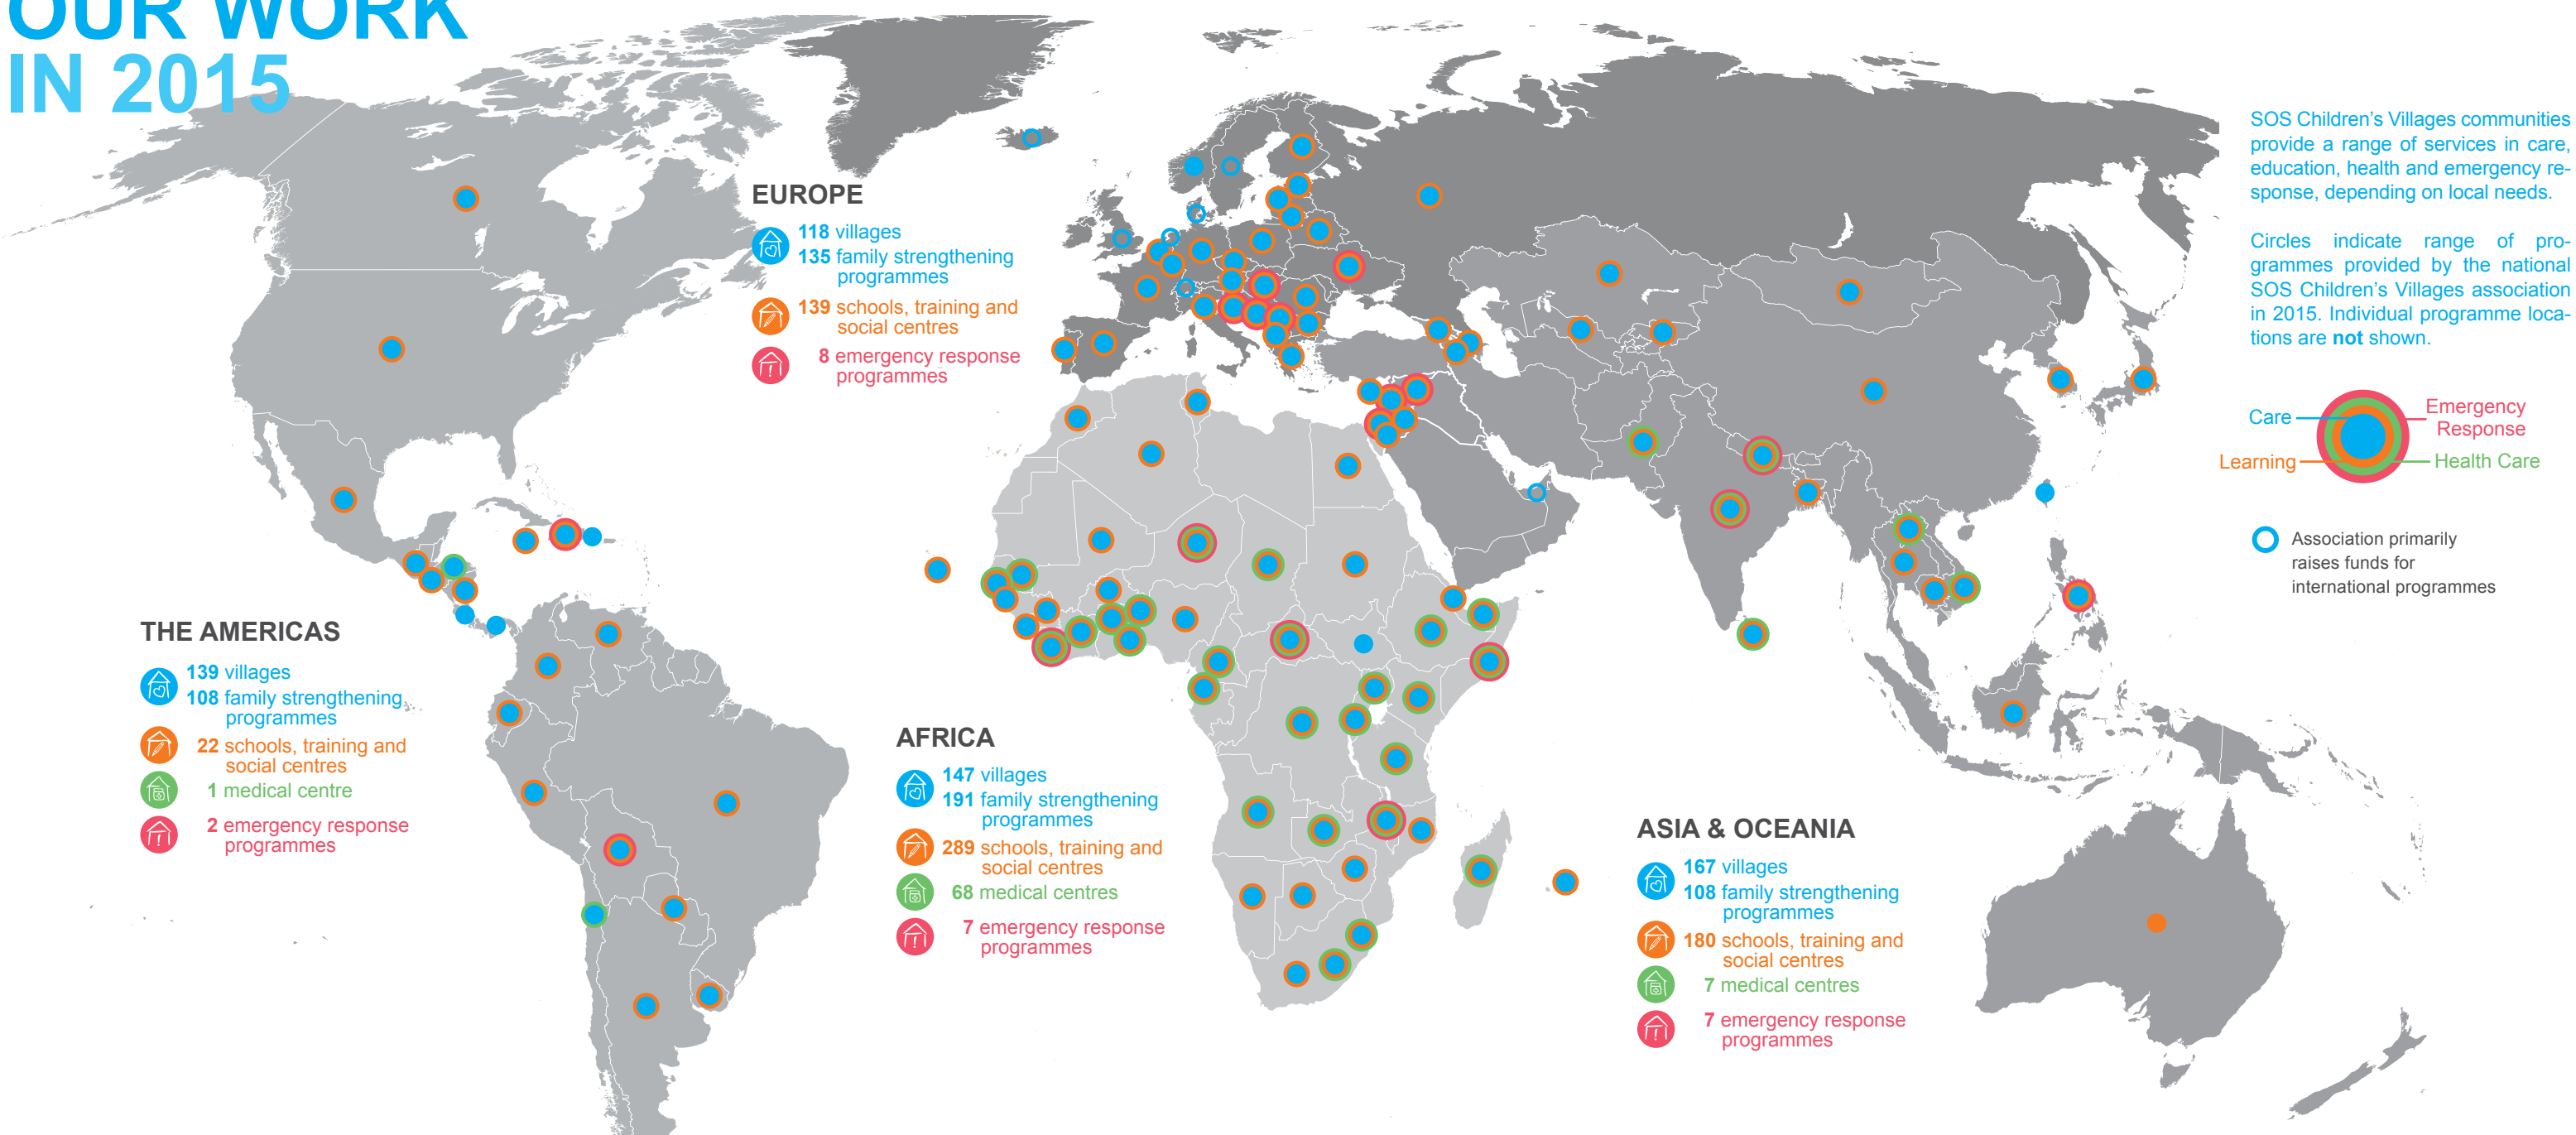 OUR WORK
IN 2015
EUROPE
118 villages
135 family strengthening
programmes
139 schools, training and
social centres
8 emergency response
programmes
THE AMERICAS
139 villages
108 family strengthening
programmes
22 schools, training and
social centres
1 medical centre
2 emergency response
programmes
AFRICA
147 villages
191 family strengthening
programmes
289 schools, training and
social centres
68 medical centres
7 emergency response
programmes
ASIA & OCEANIA
167 villages
108 family strengthening
programmes
180 schools, training and
social centres
7 medical centres
7 emergency response
programmes
SOS Children's Villages communities
provide a range of services in care,
education, health and emergency re-
sponse, depending on local needs.
Circles indicate range of pro-
grammes provided by the national
SOS Children's Villages association
in 2015. Individual programme loca-
tions are not shown.
Care
Emergency
Response
Learning
Health Care
Association primarily
raises funds for
international programmes